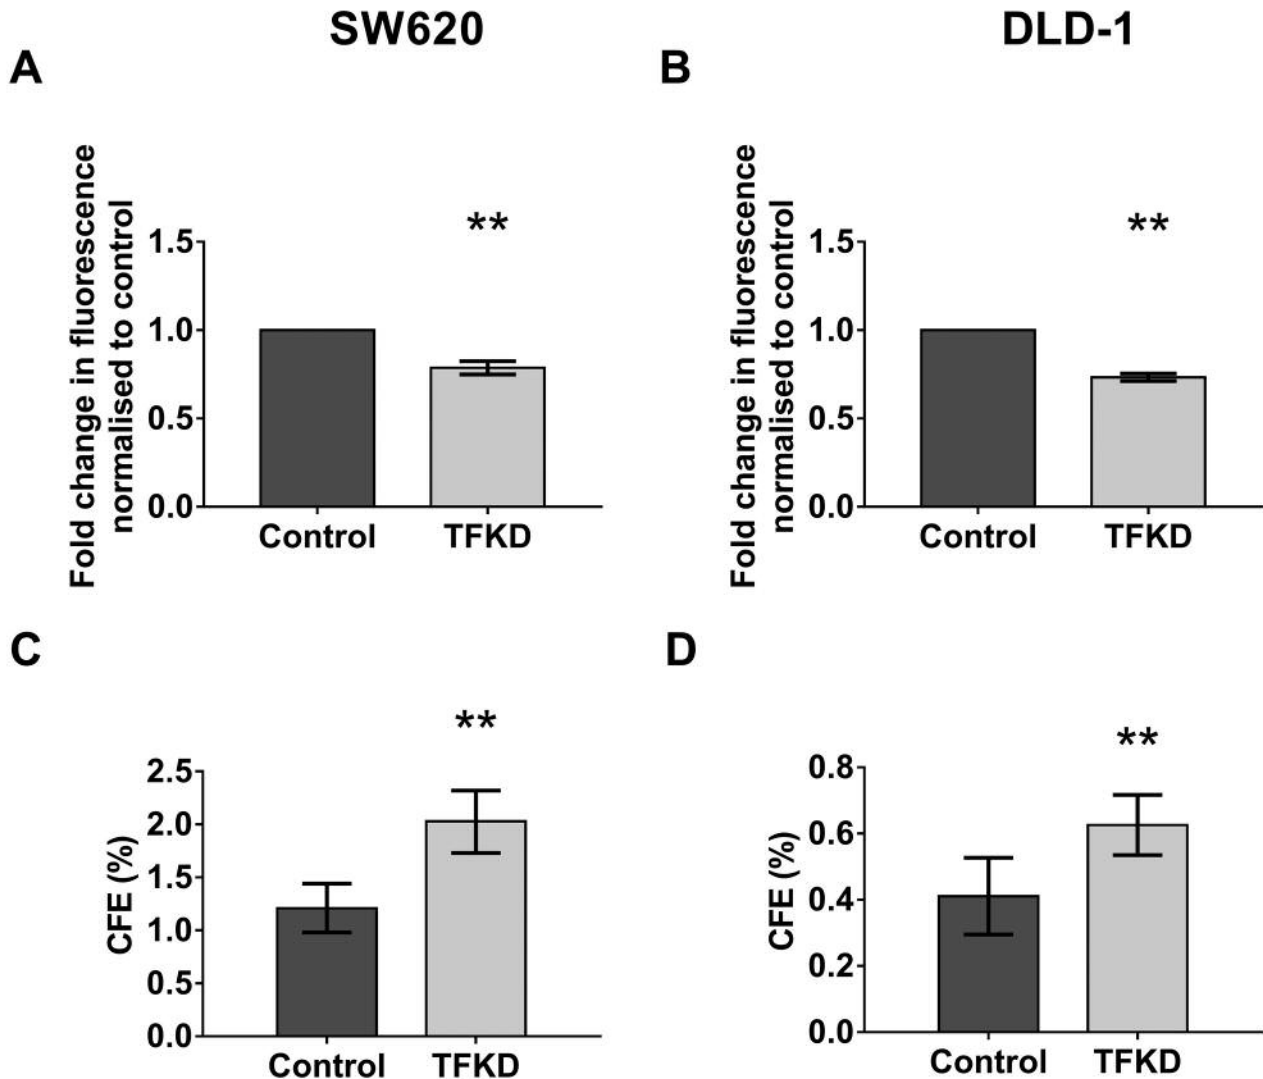 SW620
DLD-1
A
B
Fold change in fluorescence
normalised to control
1.5
1.0
0.5
0.0
**
Control
TFKD
Fold change in fluorescence
normalised to control
1.5
1.0
0.5
0.0
**
Control
TFKD
C
D
CFE (%)
2.5
2.0
1.5
1.0
0.5
0.0
**
Control
TFKD
CFE (%)
0.8
0.6
0.4
0.2
0.0
**
Control
TFKD